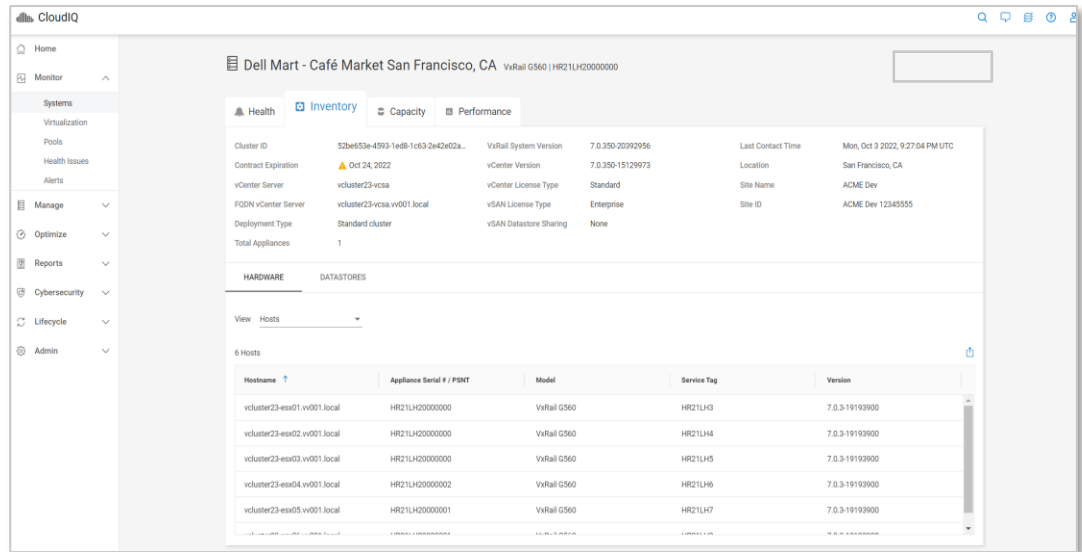 CloudIQ
Home
Monitor
Systems
Virtualization
Pools
Health Issues
Alerts
Manage
Optimize
Reports
Cybersecurity
Lifecycle
Admin
Dell Mart - Café Market San Francisco, CA VxRail G560 | HR21LH20000000
Health Inventory Capacity Performance
Cluster ID 52be653e-4593-1ed8-1c63-2e42e02a... VxRail System Version 7.0.350-20392956 Last Contact Time Mon, Oct 3 2022, 9:27:04 PM UTC
Contract Expiration Oct 24, 2022 vCenter Version 7.0.350-15129973 Location San Francisco, CA
vCenter Server vcluster23-vcsa vCenter License Type Standard Site Name ACME Dev
FQDN vCenter Server vcluster23-vcsa.vv001.local vSAN License Type Enterprise Site ID ACME Dev 12345555
Deployment Type Standard cluster vSAN Datastore Sharing None
Total Appliances 1
HARDWARE DATASTORES
View Hosts
6 Hosts
Hostname Appliance Serial # / PSNT Model Service Tag Version
vcluster23-esx01.vv001.local HR21LH20000000 VxRail G560 HR21LH3 7.0.3-19193900
vcluster23-esx02.vv001.local HR21LH20000000 VxRail G560 HR21LH4 7.0.3-19193900
vcluster23-esx03.vv001.local HR21LH20000000 VxRail G560 HR21LH5 7.0.3-19193900
vcluster23-esx04.vv001.local HR21LH20000002 VxRail G560 HR21LH6 7.0.3-19193900
vcluster23-esx05.vv001.local HR21LH20000001 VxRail G560 HR21LH7 7.0.3-19193900